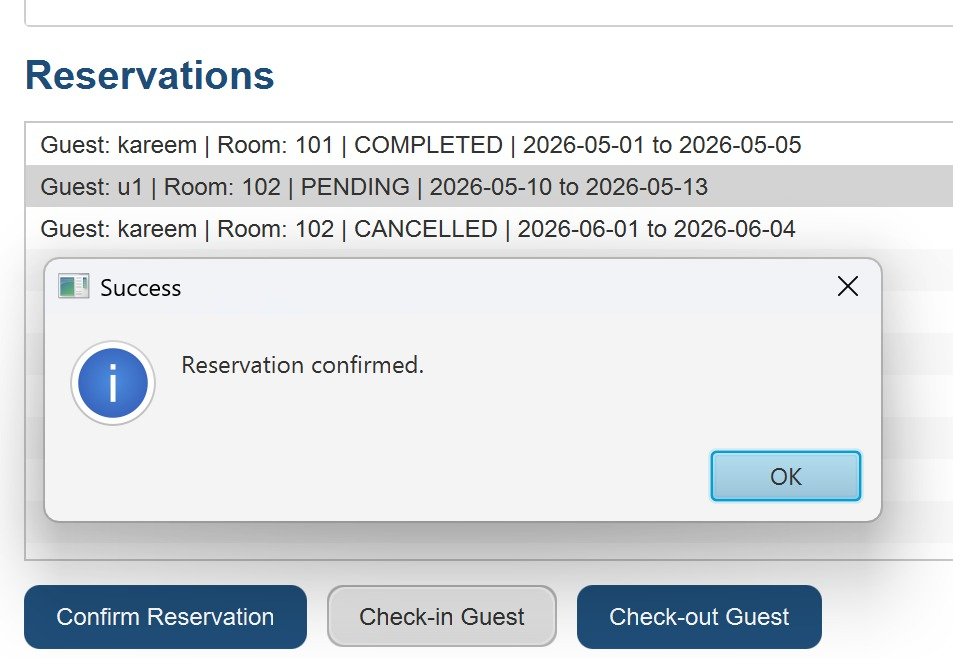 Reservations
Guest: kareem | Room: 101 | COMPLETED | 2026-05-01 to 2026-05-05
Guest: u1 | Room: 102 | PENDING | 2026-05-10 to 2026-05-13
Guest: kareem | Room: 102 | CANCELLED | 2026-06-01 to 2026-06-04
Success
Reservation confirmed.
OK
Confirm Reservation
Check-in Guest
Check-out Guest